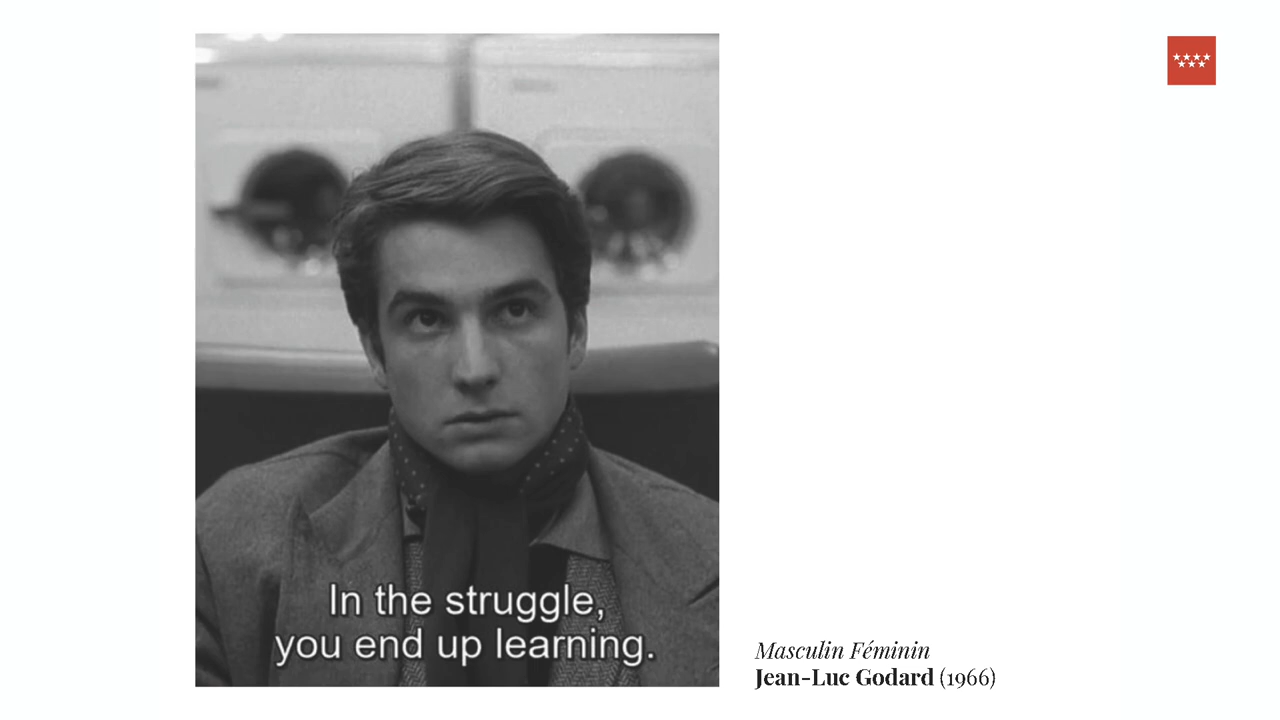 In the struggle,
you end up learning.
Masculin Féminin
Jean-Luc Godard (1966)